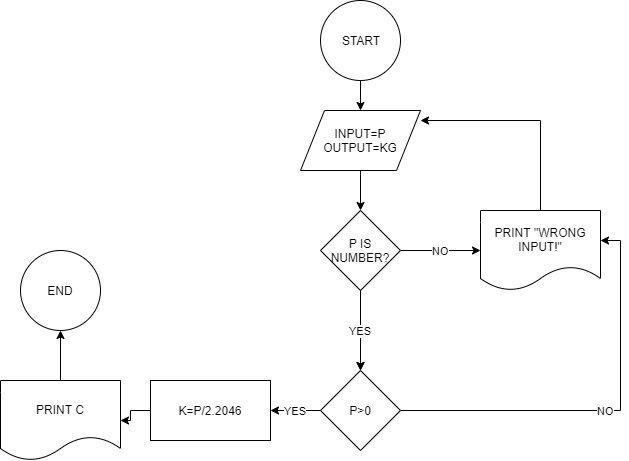 START
INPUT=P
OUTPUT=KG
P IS
NUMBER?
NO
PRINT "WRONG
INPUT!"
YES
P>0
NO
YES
K=P/2.2046
PRINT C
END